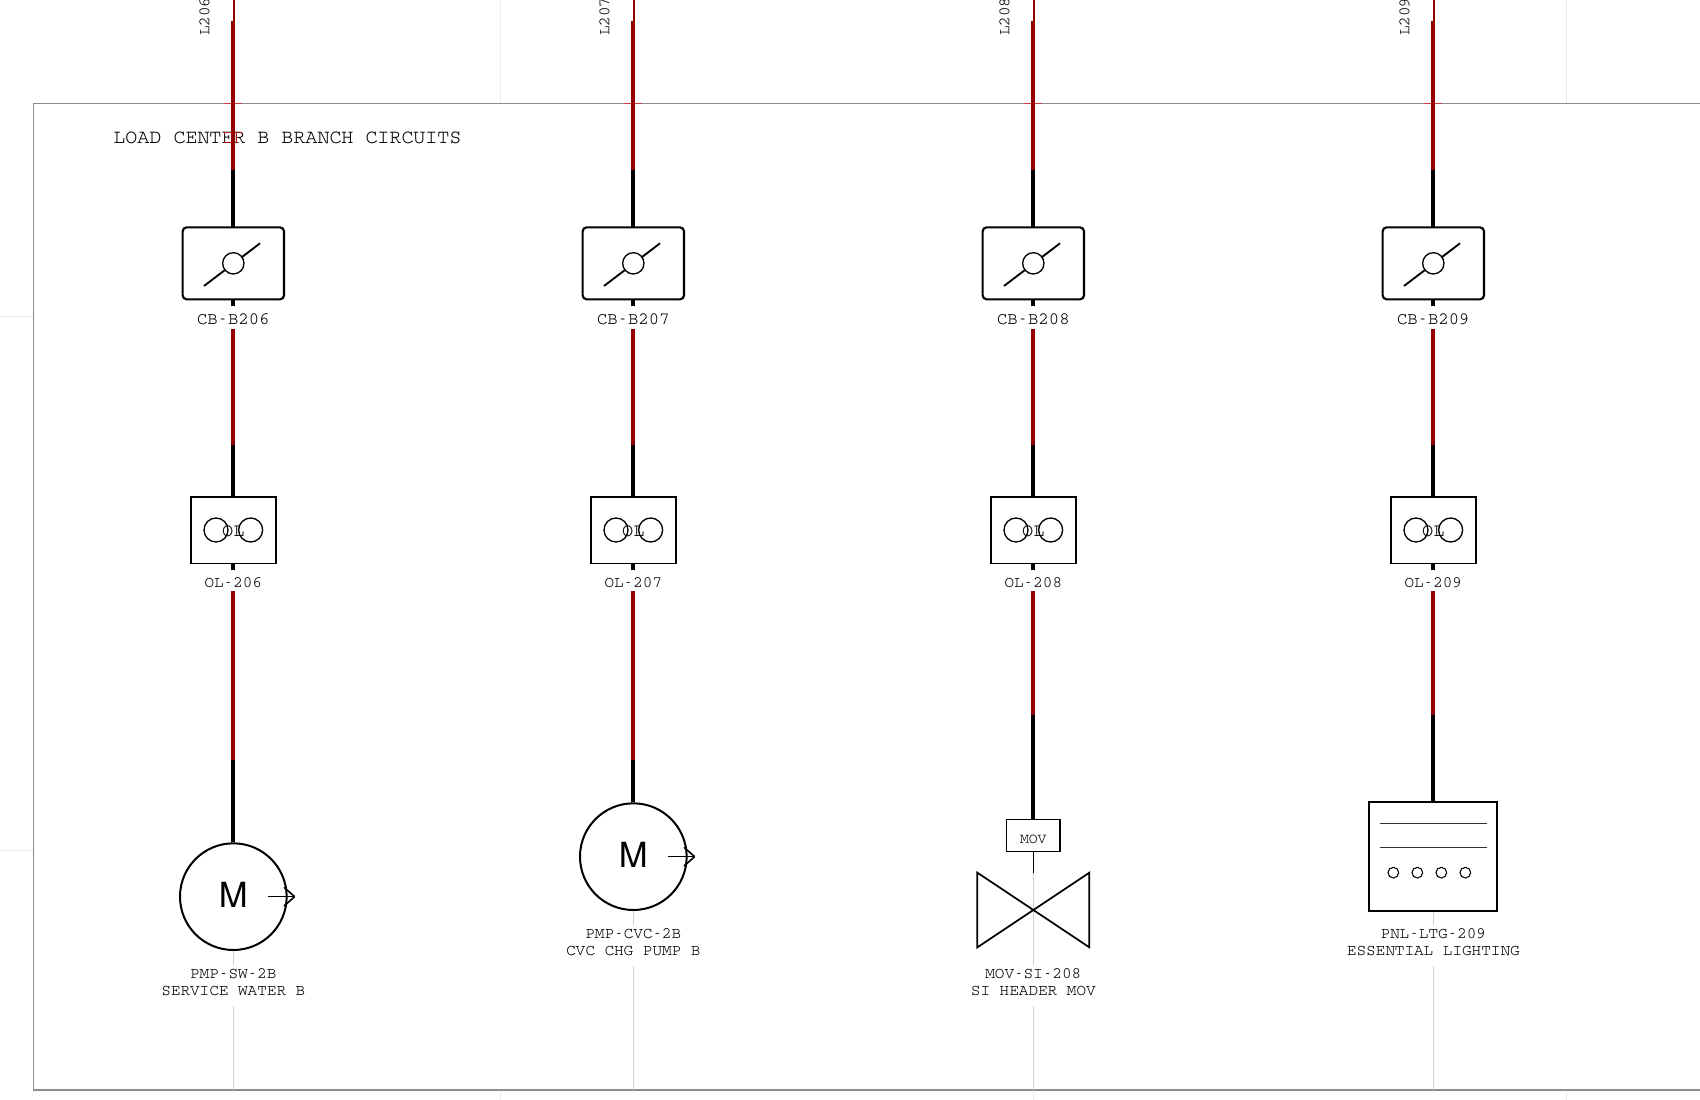 L206
L207
L208
L209
LOAD CENTER B BRANCH CIRCUITS
CB-B206
CB-B207
CB-B208
CB-B209
OL
OL
OL
OL
OL-206
OL-207
OL-208
OL-209
M
M
MOV
PMP-SW-2B
SERVICE WATER B
PMP-CVC-2B
CVC CHG PUMP B
MOV-SI-208
SI HEADER MOV
PNL-LTG-209
ESSENTIAL LIGHTING